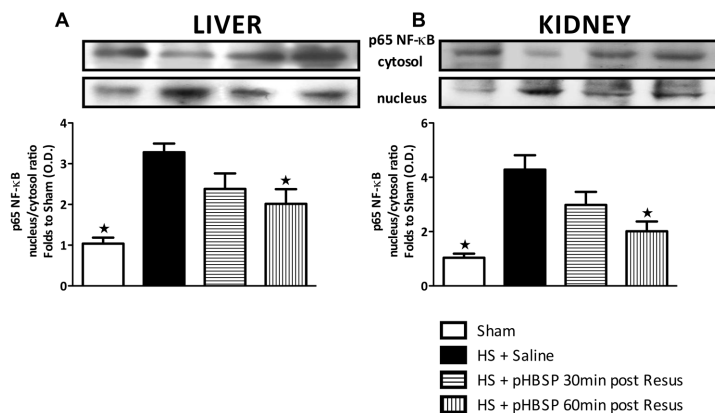 A
LIVER
B
KIDNEY
p65 NF-κB
cytosol
nucleus
p65 NF-κB
nucleus/cytosol ratio
Folds to Sham (O.D.)
4
3
2
1
0
★
★
p65 NF-κB
nucleus/cytosol ratio
Folds to Sham (O.D.)
6
4
2
0
★
★
Sham
HS + Saline
HS + pHBSP 30min post Resus
HS + pHBSP 60min post Resus